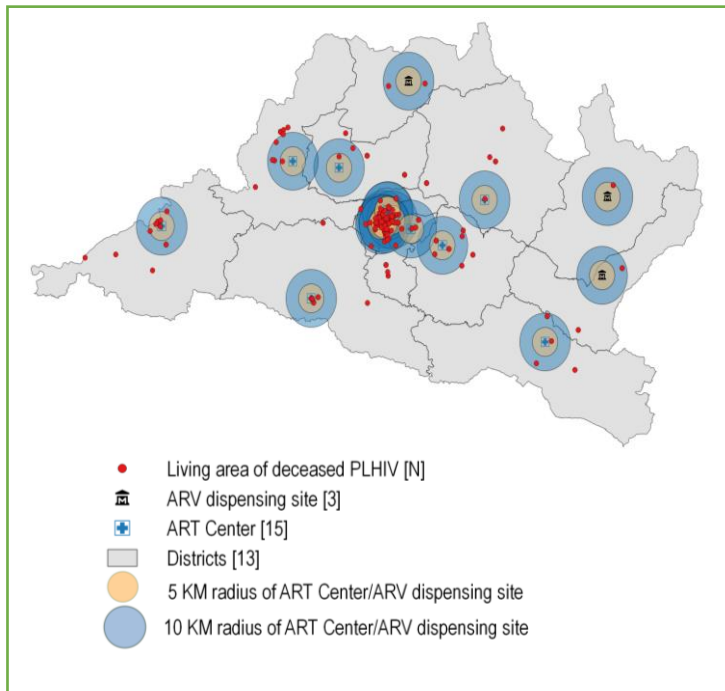 Living area of deceased PLHIV [N]
ARV dispensing site [3]
ART Center [15]
Districts [13]
5 KM radius of ART Center/ARV dispensing site
10 KM radius of ART Center/ARV dispensing site